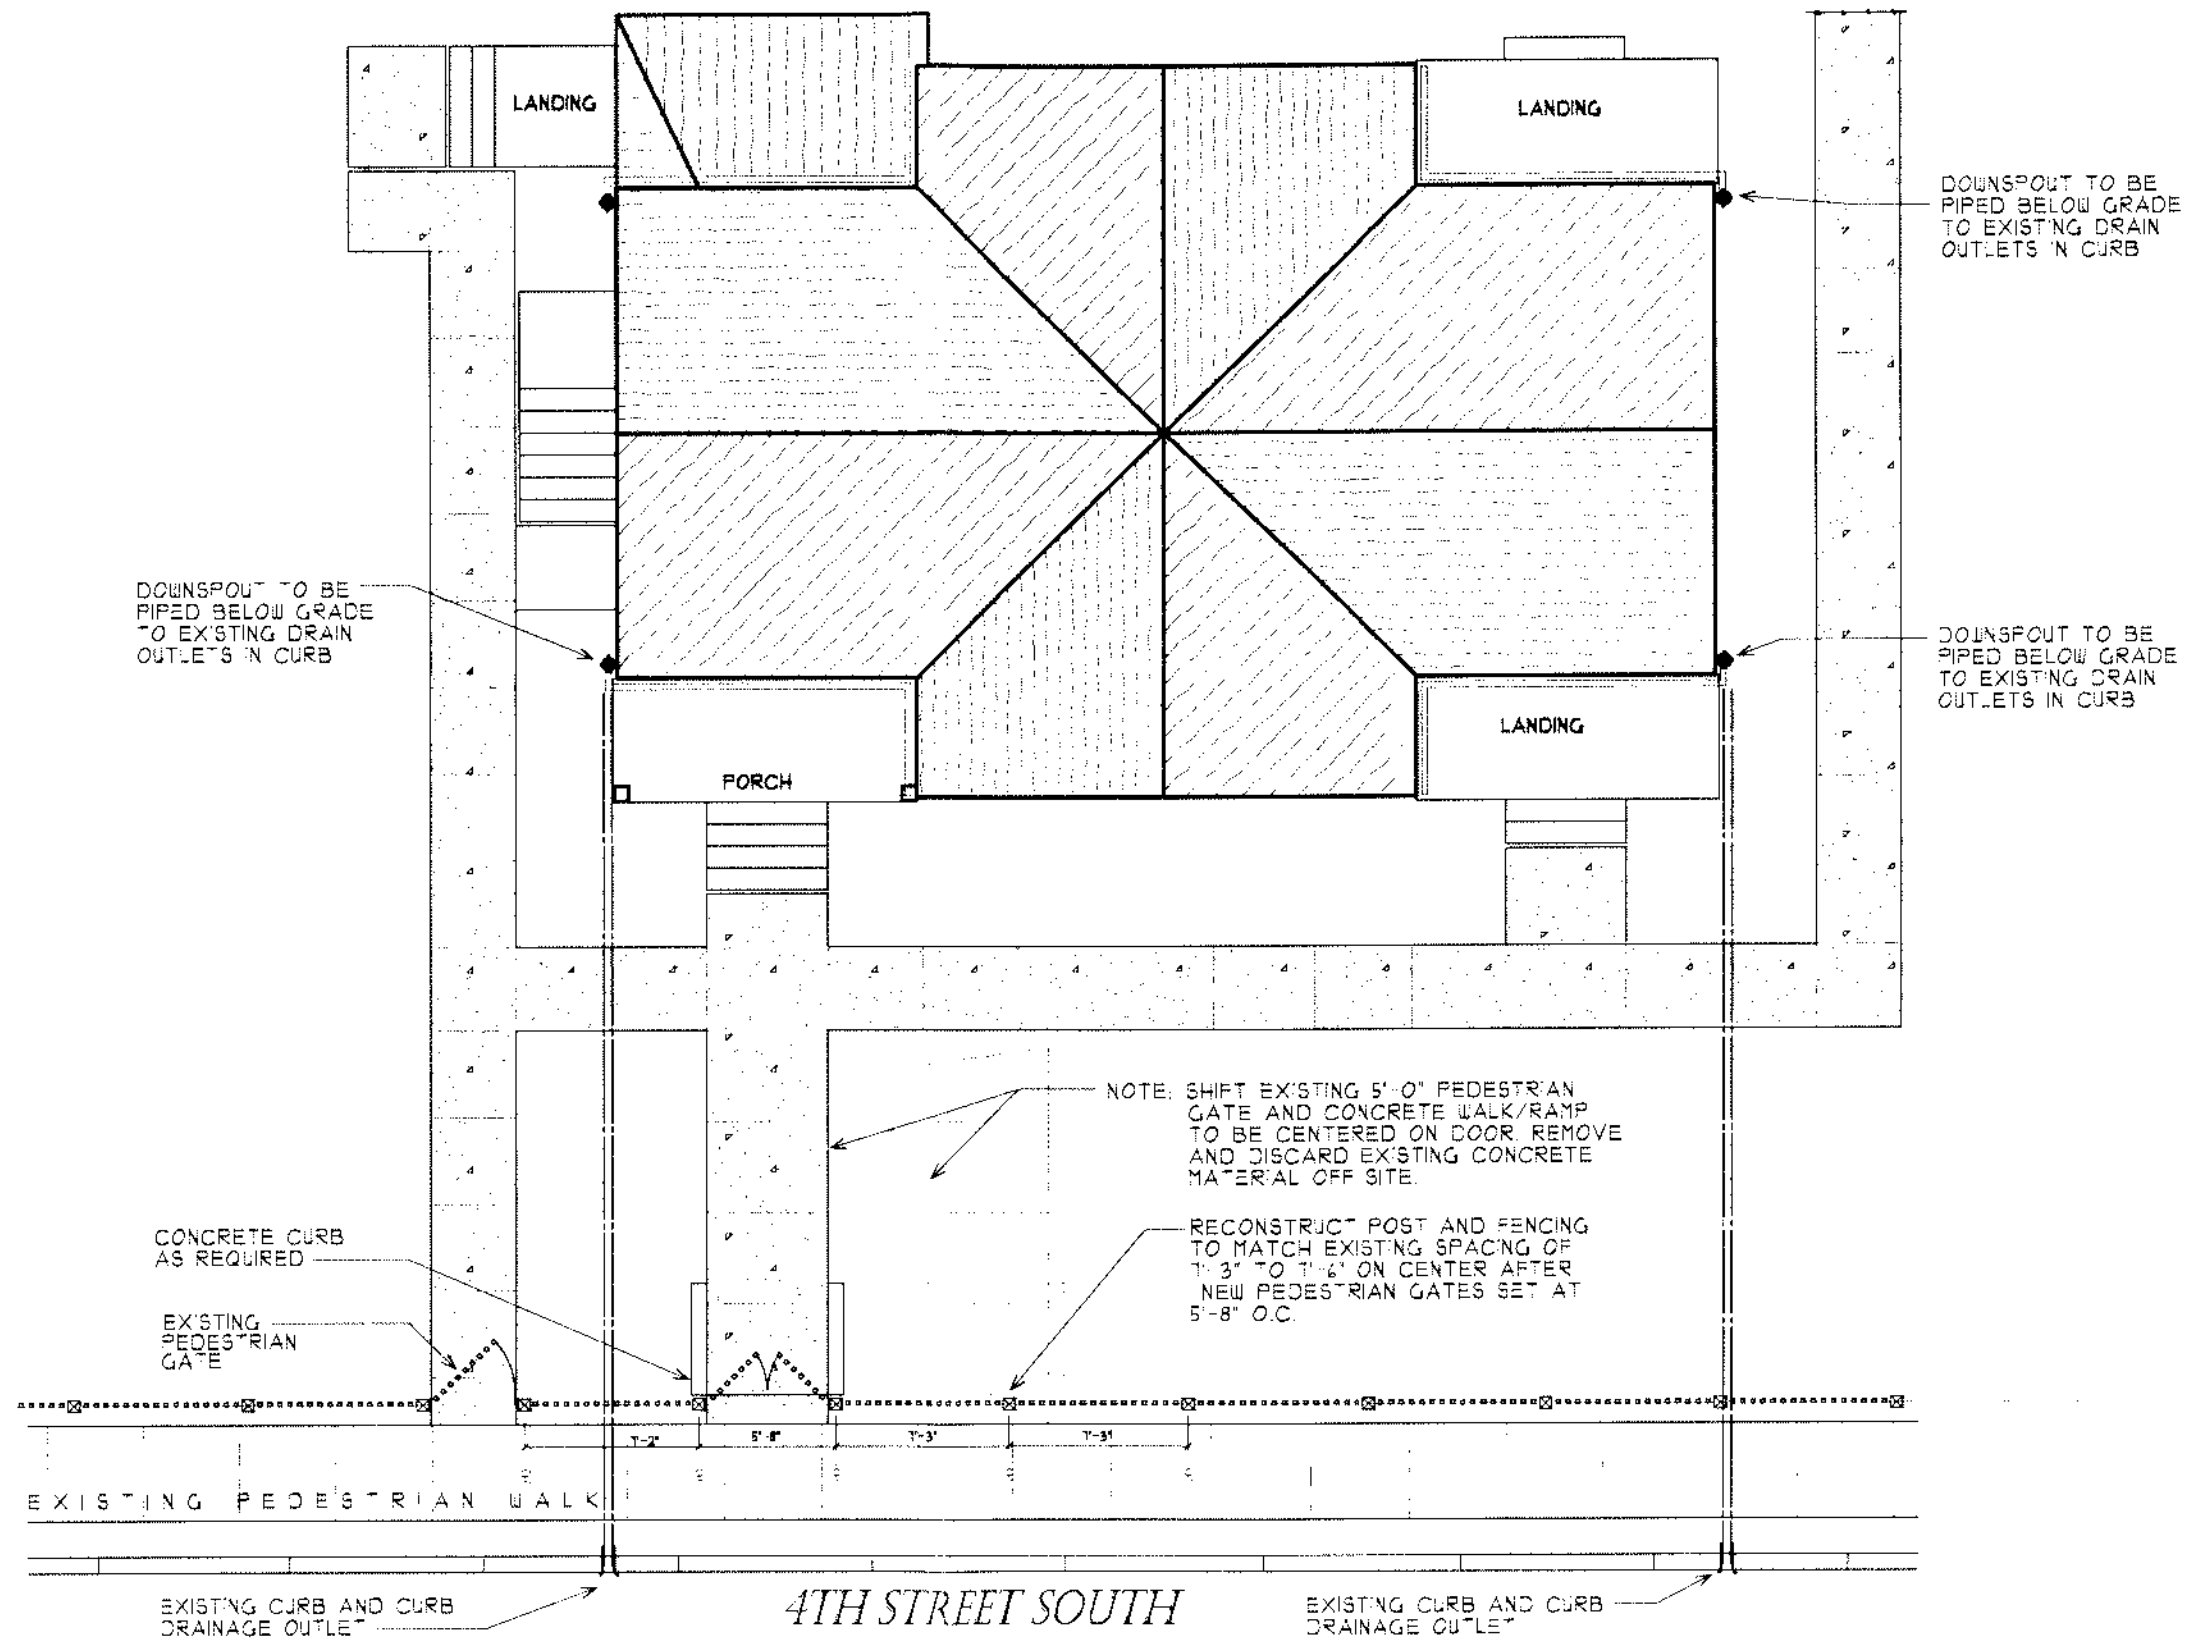 LANDING
LANDING
DOWNSPOUT TO BE
PIPED BELOW GRADE
TO EXISTING DRAIN
OUTLETS IN CURB
DOWNSPOUT TO BE
PIPED BELOW GRADE
TO EXISTING DRAIN
OUTLETS IN CURB
DOWNSPOUT TO BE
PIPED BELOW GRADE
TO EXISTING DRAIN
OUTLETS IN CURB
LANDING
PORCH
NOTE: SHIFT EXISTING 5'-0" PEDESTRIAN
GATE AND CONCRETE WALK/RAMP
TO BE CENTERED ON DOOR. REMOVE
AND DISCARD EXISTING CONCRETE
MATERIAL OFF SITE.
RECONSTRUCT POST AND FENCING
TO MATCH EXISTING SPACING OF
7'-3" TO 7'-6" ON CENTER AFTER
NEW PEDESTRIAN GATES SET AT
5'-8" O.C.
CONCRETE CURB
AS REQUIRED
EXISTING
PEDESTRIAN
GATE
7'-2" 5'-8" 7'-3" 7'-3"
EXISTING PEDESTRIAN WALK
4TH STREET SOUTH
EXISTING CURB AND CURB
DRAINAGE OUTLET
EXISTING CURB AND CURB
DRAINAGE OUTLET